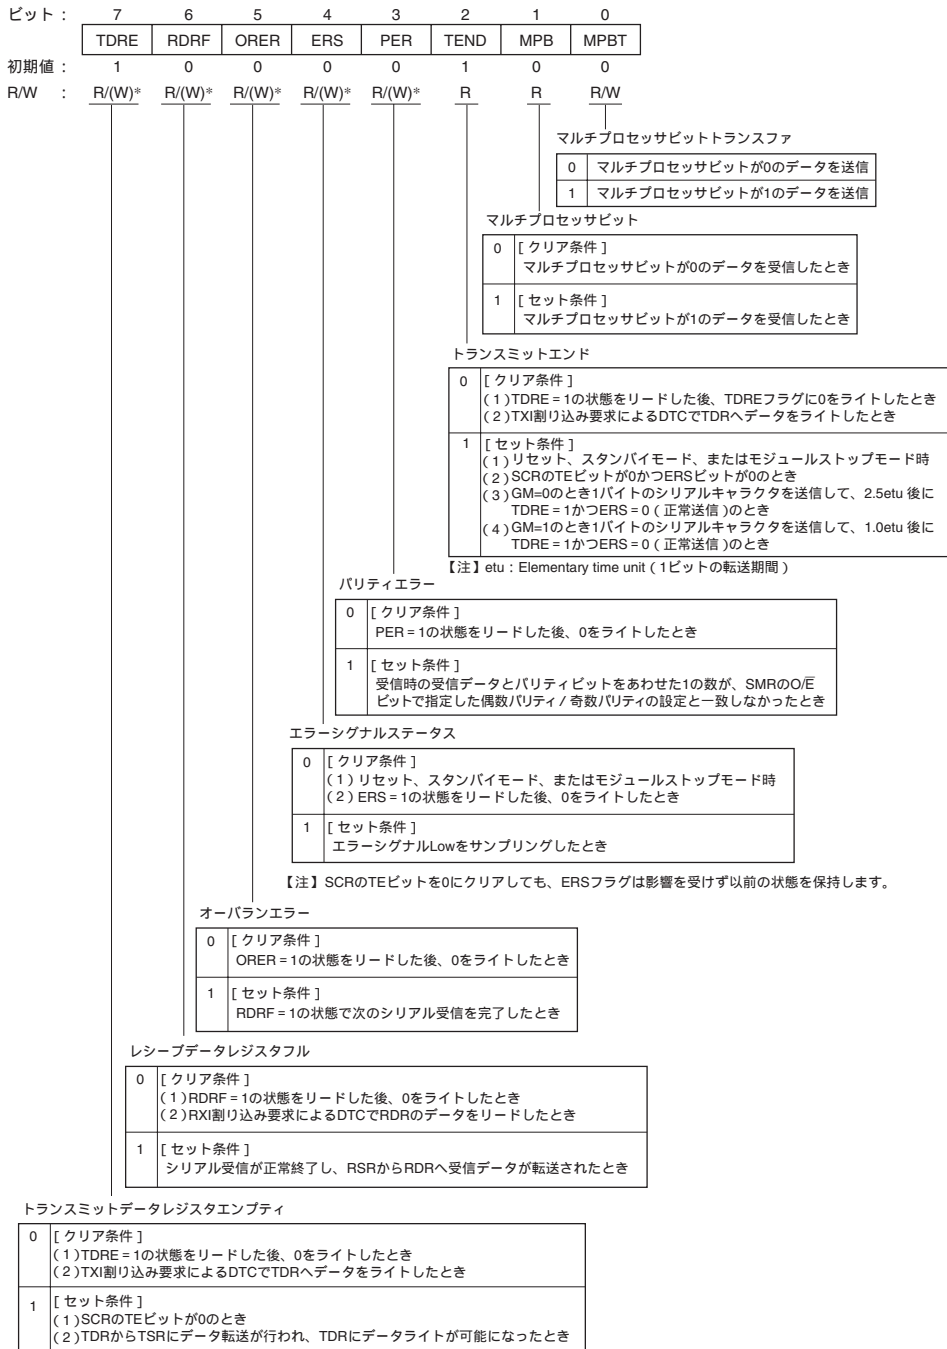 ビット： 7 6 5 4 3 2 1 0
TDRE RDRF ORER ERS PER TEND MPB MPBT
初期値： 1 0 0 0 0 1 0 0
R/W ： R/(W)* R/(W)* R/(W)* R/(W)* R/(W)* R R R/W
マルチプロセッサビットトランスファ
0 マルチプロセッサビットが0のデータを送信
1 マルチプロセッサビットが1のデータを送信
マルチプロセッサビット
0 [クリア条件]
マルチプロセッサビットが0のデータを受信したとき
1 [セット条件]
マルチプロセッサビットが1のデータを受信したとき
トランスミットエンド
0 [クリア条件]
(1)TDRE = 1の状態をリードした後、TDREフラグに0をライトしたとき
(2)TXI割り込み要求によるDTCでTDRへデータをライトしたとき
1 [セット条件]
(1)リセット、スタンバイモード、またはモジュールストップモード時
(2)SCRのTEビットが0かつERSビットが0のとき
(3)GM=0のとき1バイトのシリアルキャラクタを送信して、2.5etu 後に
TDRE = 1かつERS = 0（正常送信）のとき
(4)GM=1のとき1バイトのシリアルキャラクタを送信して、1.0etu 後に
TDRE = 1かつERS = 0（正常送信）のとき
【注】etu：Elementary time unit（1ビットの転送期間）
パリティエラー
0 [クリア条件]
PER = 1の状態をリードした後、0をライトしたとき
1 [セット条件]
受信時の受信データとパリティビットをあわせた1の数が、SMRのO/E̅
ビットで指定した偶数パリティ / 奇数パリティの設定と一致しなかったとき
エラーシグナルステータス
0 [クリア条件]
(1)リセット、スタンバイモード、またはモジュールストップモード時
(2)ERS = 1の状態をリードした後、0をライトしたとき
1 [セット条件]
エラーシグナルLowをサンプリングしたとき
【注】SCRのTEビットを0にクリアしても、ERSフラグは影響を受けず以前の状態を保持します。
オーバランエラー
0 [クリア条件]
ORER = 1の状態をリードした後、0をライトしたとき
1 [セット条件]
RDRF = 1の状態で次のシリアル受信を完了したとき
レシーブデータレジスタフル
0 [クリア条件]
(1)RDRF = 1の状態をリードした後、0をライトしたとき
(2)RXI割り込み要求によるDTCでRDRのデータをリードしたとき
1 [セット条件]
シリアル受信が正常終了し、RSRからRDRへ受信データが転送されたとき
トランスミットデータレジスタエンプティ
0 [クリア条件]
(1)TDRE = 1の状態をリードした後、0をライトしたとき
(2)TXI割り込み要求によるDTCでTDRへデータをライトしたとき
1 [セット条件]
(1)SCRのTEビットが0のとき
(2)TDRからTSRにデータ転送が行われ、TDRにデータライトが可能になったとき